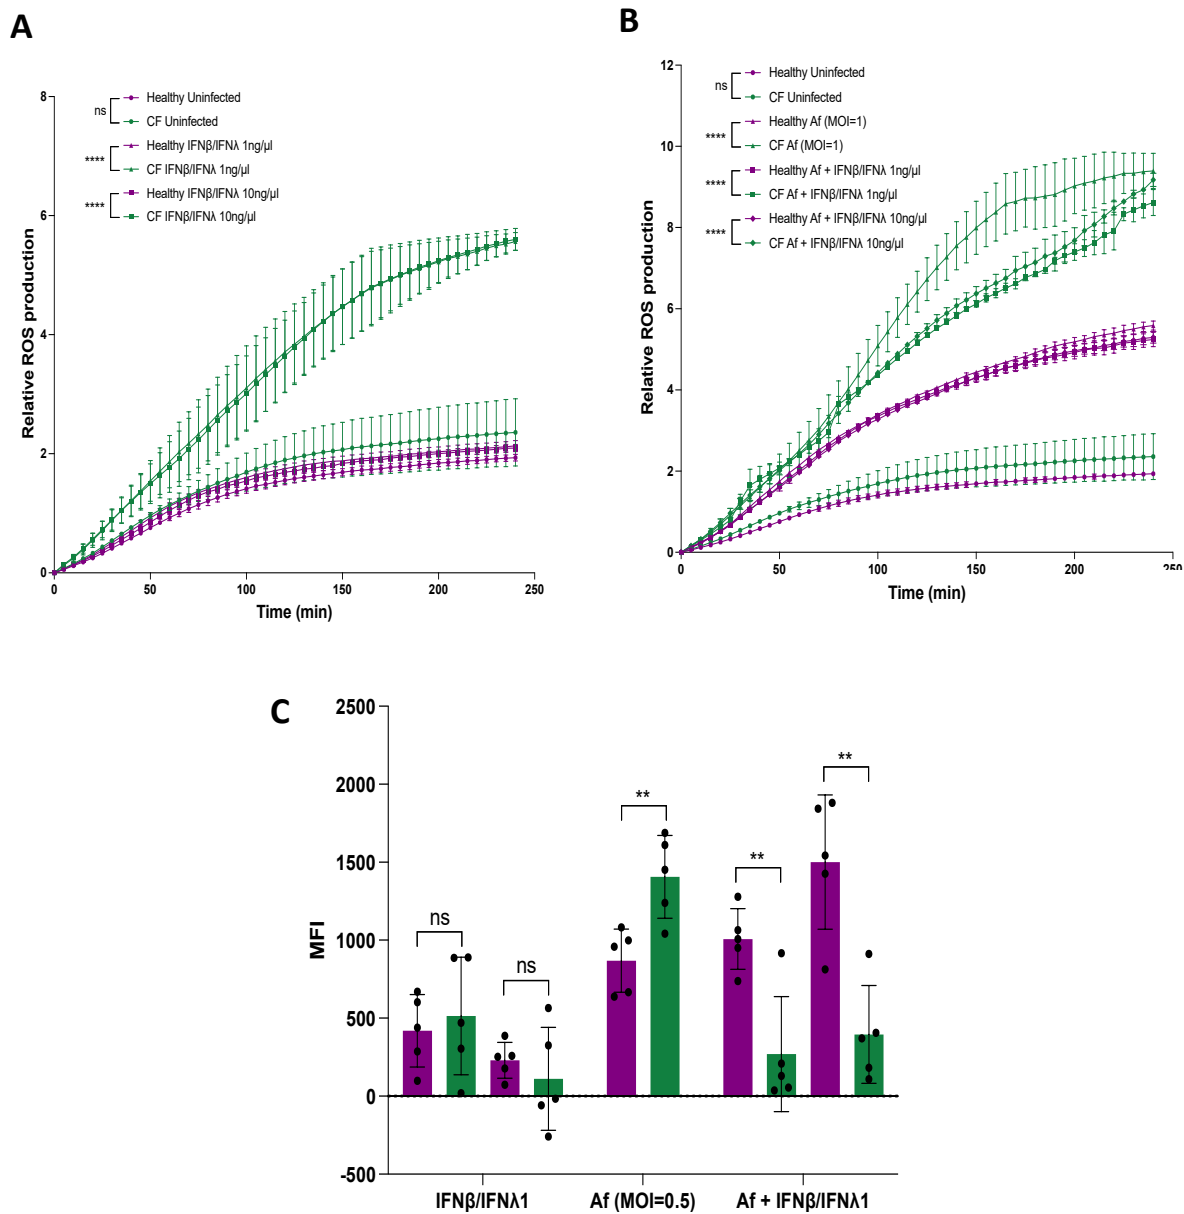 A
8
6
4
2
0
0
50
100
150
200
250
Relative ROS production
Time (min)
ns
****
****
Healthy Uninfected
CF Uninfected
Healthy IFNβ/IFNλ 1ng/µl
CF IFNβ/IFNλ 1ng/µl
Healthy IFNβ/IFNλ 10ng/µl
CF IFNβ/IFNλ 10ng/µl
B
12
10
8
6
4
2
0
0
50
100
150
200
250
Relative ROS production
Time (min)
ns
****
****
****
Healthy Uninfected
CF Uninfected
Healthy Af (MOI=1)
CF Af (MOI=1)
Healthy Af + IFNβ/IFNλ 1ng/µl
CF Af + IFNβ/IFNλ 1ng/µl
Healthy Af + IFNβ/IFNλ 10ng/µl
CF Af + IFNβ/IFNλ 10ng/µl
C
2500
2000
1500
1000
500
0
-500
MFI
ns
ns
**
**
**
IFNβ/IFNλ1
Af (MOI=0.5)
Af + IFNβ/IFNλ1